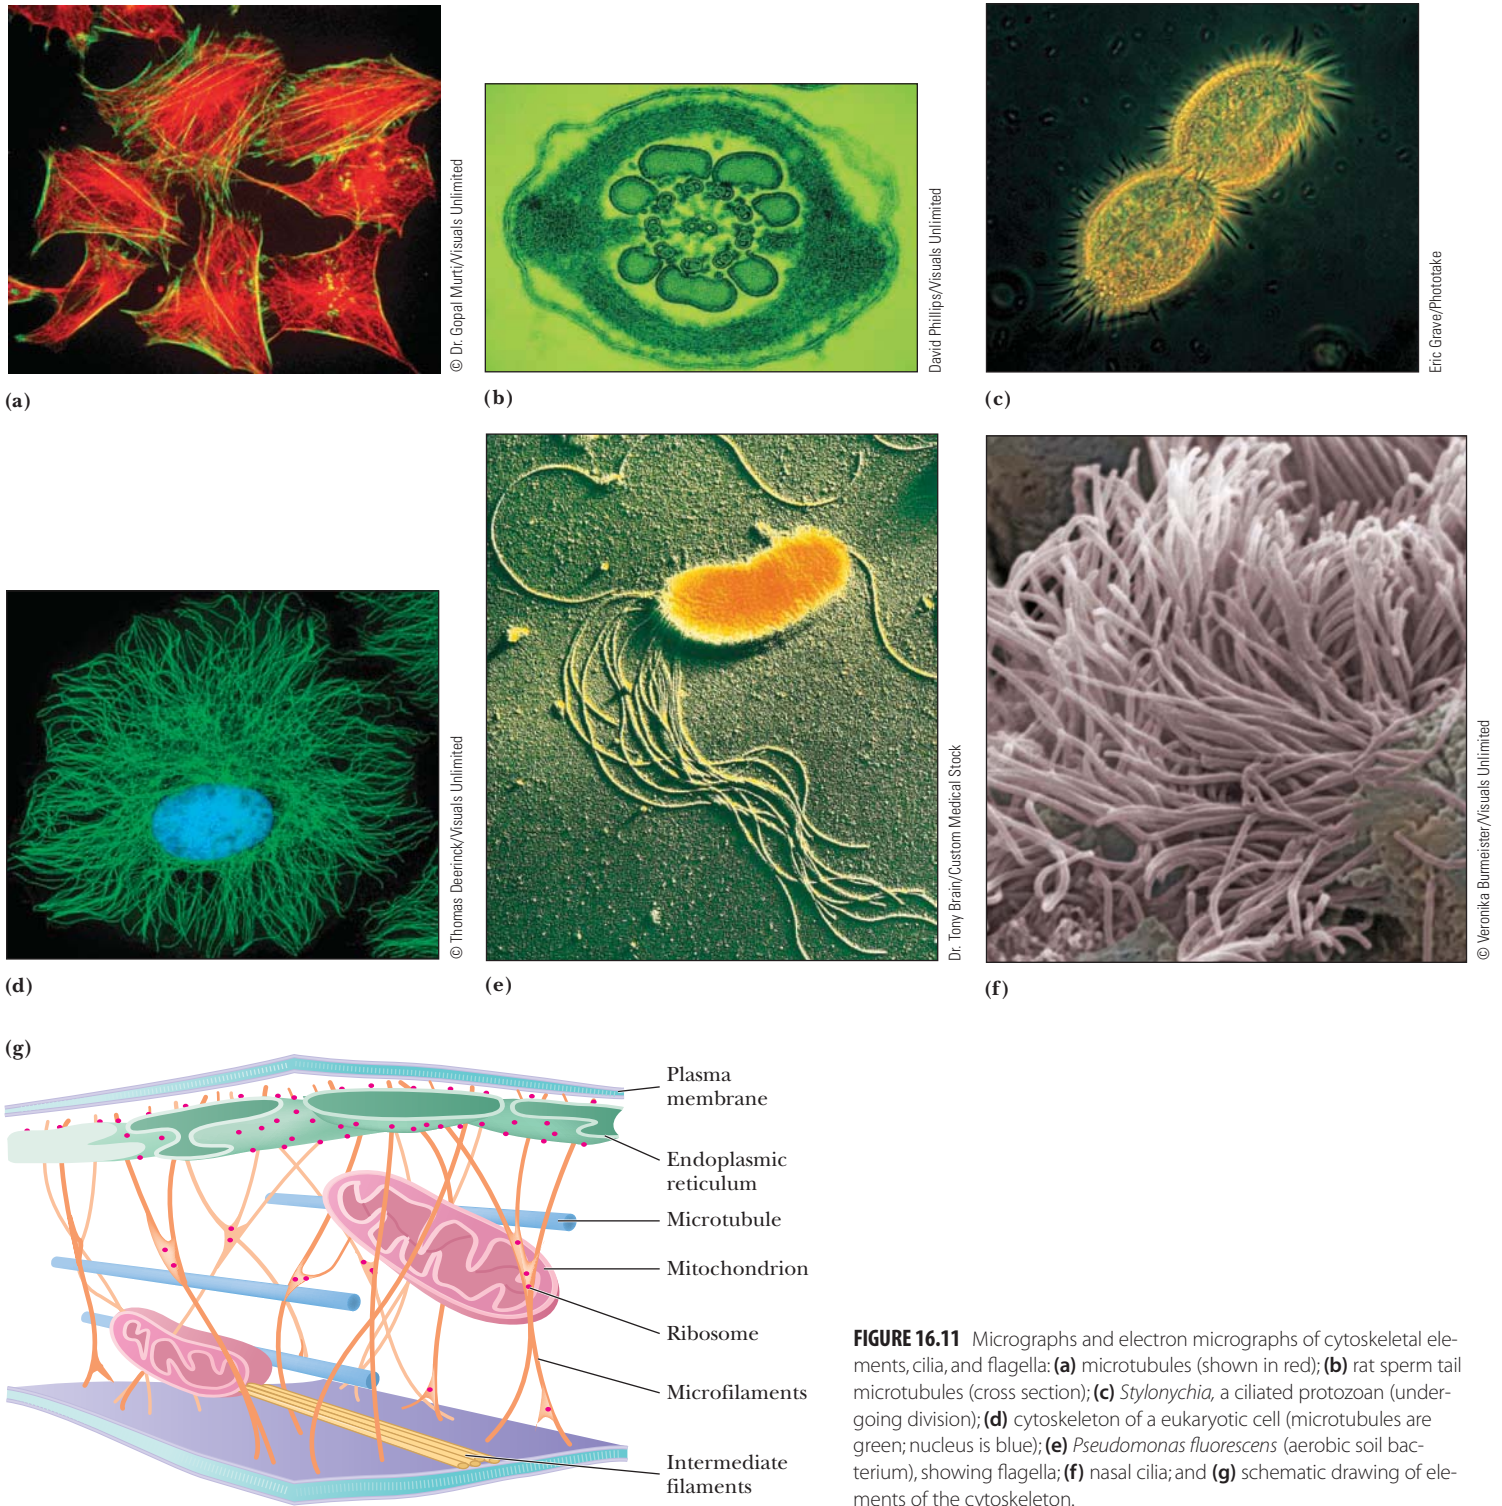 © Dr. Gopal Murti/Visuals Unlimited
David Phillips/Visuals Unlimited
Eric Grave/Phototake
(a)
(b)
(c)
© Thomas Deerinck/Visuals Unlimited
Dr. Tony Brain/Custom Medical Stock
© Veronika Burmeister/Visuals Unlimited
(d)
(e)
(f)
(g)
Plasma
membrane
Endoplasmic
reticulum
Microtubule
Mitochondrion
Ribosome
Microfilaments
Intermediate
filaments
FIGURE 16.11 Micrographs and electron micrographs of cytoskeletal ele-
ments, cilia, and flagella: (a) microtubules (shown in red); (b) rat sperm tail
microtubules (cross section); (c) Stylonychia, a ciliated protozoan (under-
going division); (d) cytoskeleton of a eukaryotic cell (microtubules are
green; nucleus is blue); (e) Pseudomonas fluorescens (aerobic soil bac-
terium), showing flagella; (f) nasal cilia; and (g) schematic drawing of ele-
ments of the cytoskeleton.